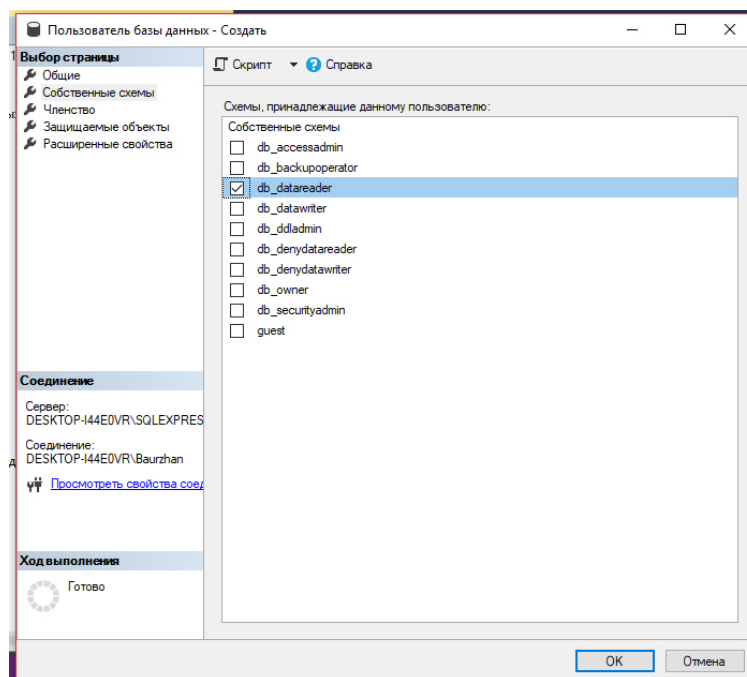 Пользователь базы данных - Создать
Выбор страницы
Общие
Собственные схемы
Членство
Защищаемые объекты
Расширенные свойства
Скрипт
Справка
Схемы, принадлежащие данному пользователю:
Собственные схемы
db_accessadmin
db_backupoperator
db_datareader
db_datawriter
db_ddladmin
db_denydatareader
db_denydatawriter
db_owner
db_securityadmin
guest
Соединение
Сервер:
DESKTOP-I44E0VR\SQLEXPRES
Соединение:
DESKTOP-I44E0VR\Baurzhan
Просмотреть свойства соед
Ход выполнения
Готово
OK
Отмена